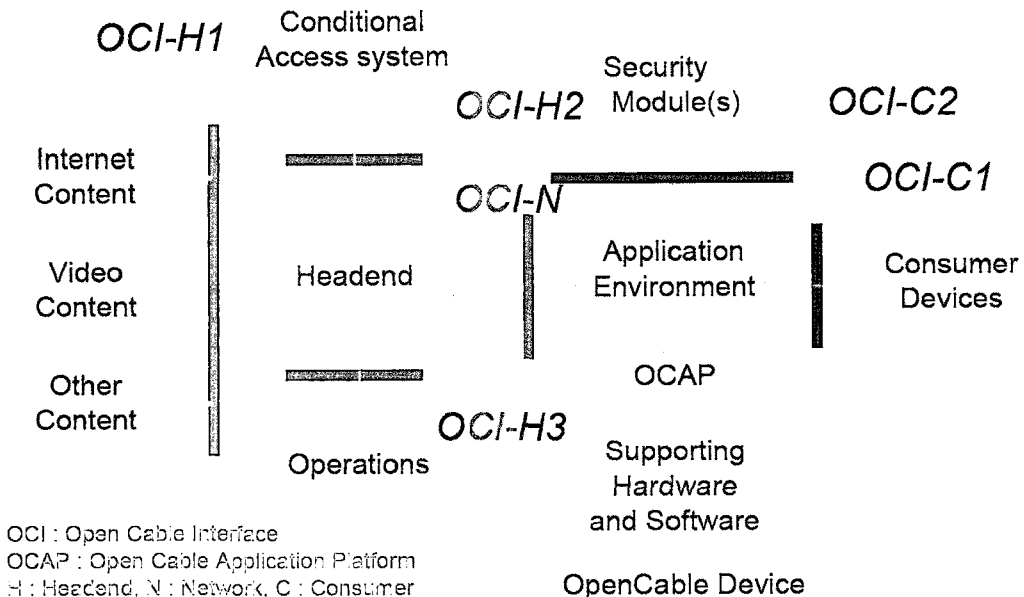 OCI-H1
Conditional
Access system
OCI-H2
Security
Module(s)
OCI-C2
Internet
Content
OCI-N
OCI-C1
Video
Content
Headend
Application
Environment
Consumer
Devices
Other
Content
OCAP
OCI-H3
Operations
Supporting
Hardware
and Software
OCI : Open Cable Interface
OCAP : Open Cable Application Platform
H : Headend, N : Network, C : Consumer
OpenCable Device